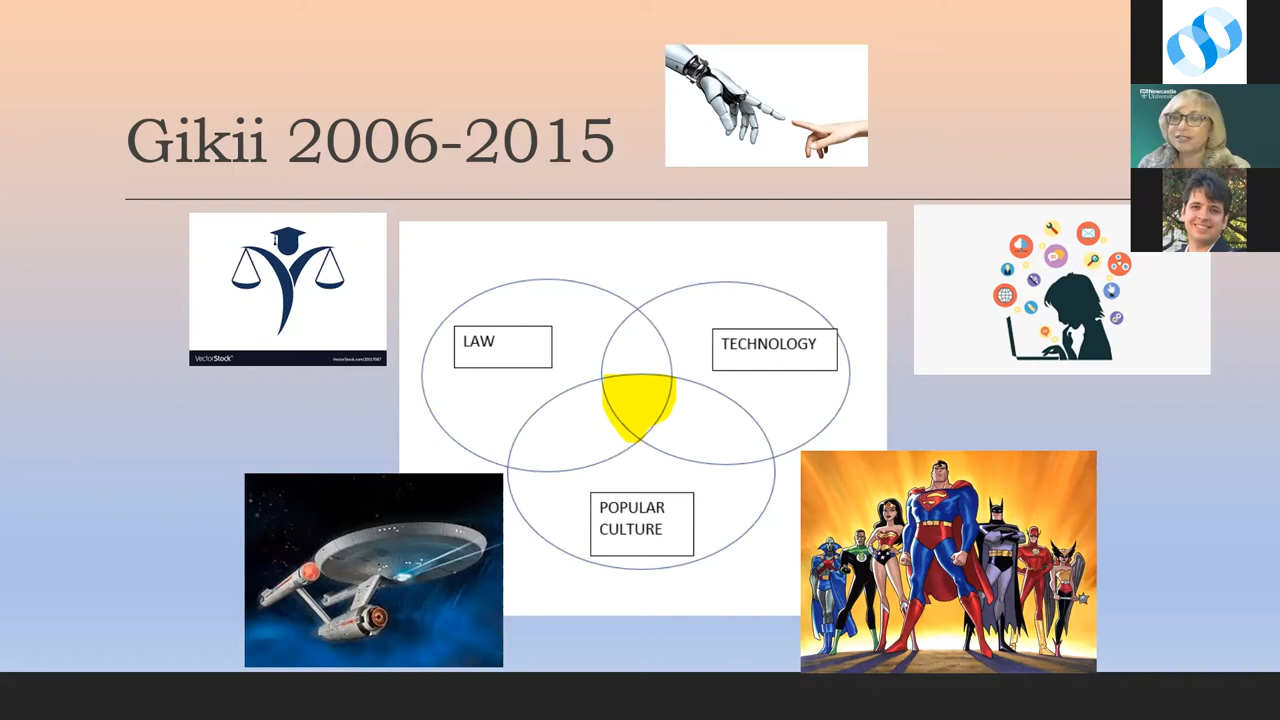 Gikii 2006-2015
Newcastle
University
LAW
TECHNOLOGY
VectorStock
POPULAR
CULTURE